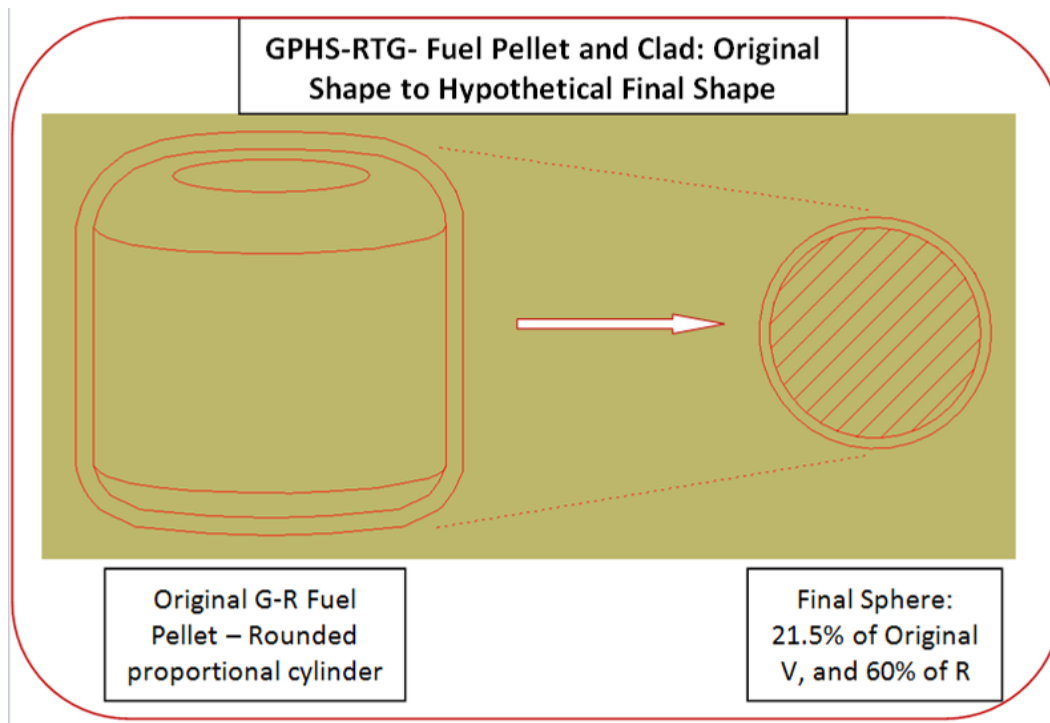 GPHS-RTG- Fuel Pellet and Clad: Original
Shape to Hypothetical Final Shape
Original G-R Fuel
Pellet – Rounded
proportional cylinder
Final Sphere:
21.5% of Original
V, and 60% of R